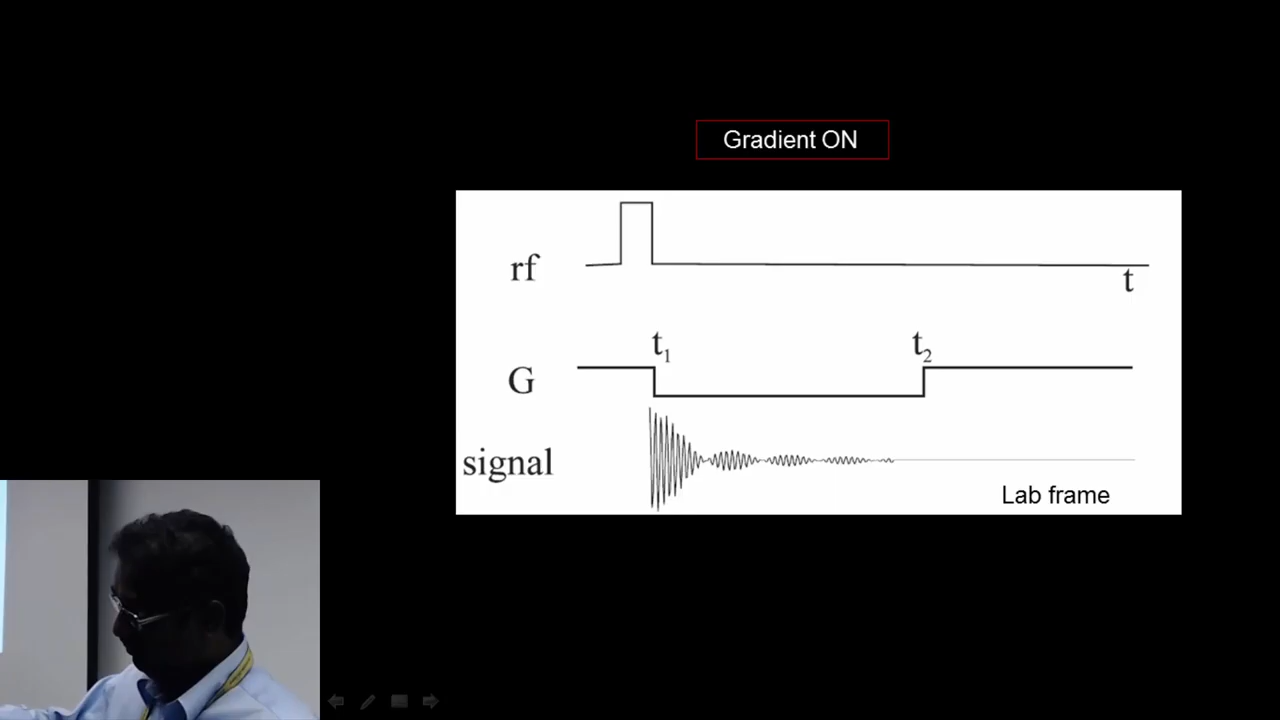 Gradient ON
rf
t
t1
t2
G
signal
Lab frame